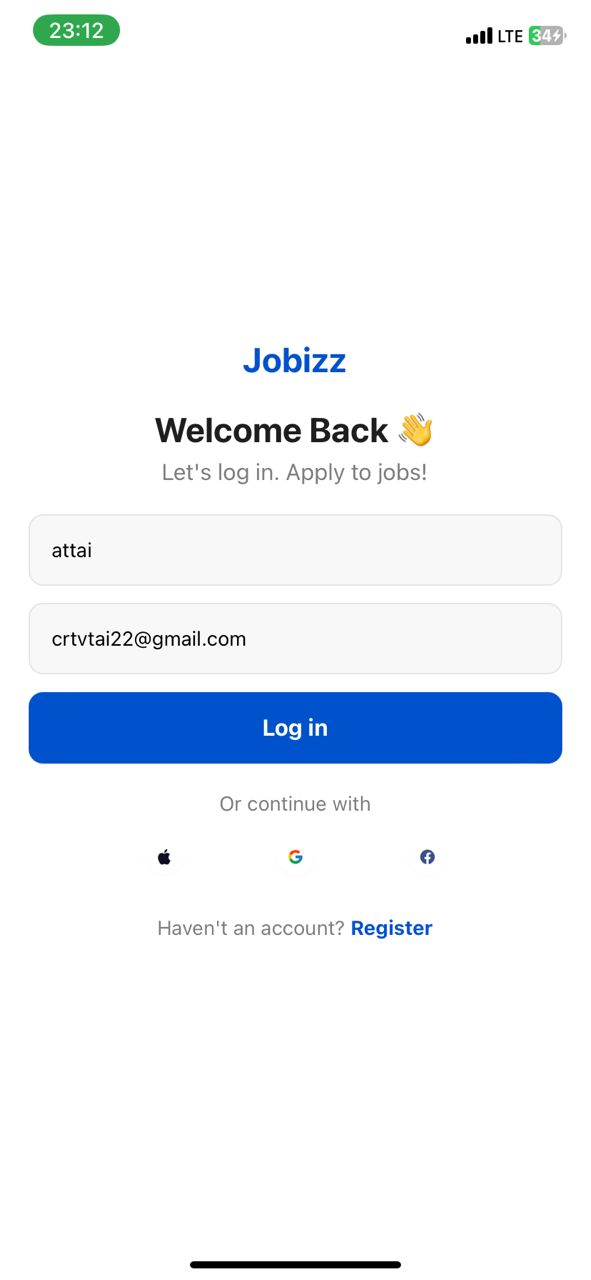 23:12
LTE 34
Jobizz
Welcome Back 👋
Let's log in. Apply to jobs!
attai
crtvtai22@gmail.com
Log in
Or continue with
Haven't an account? Register